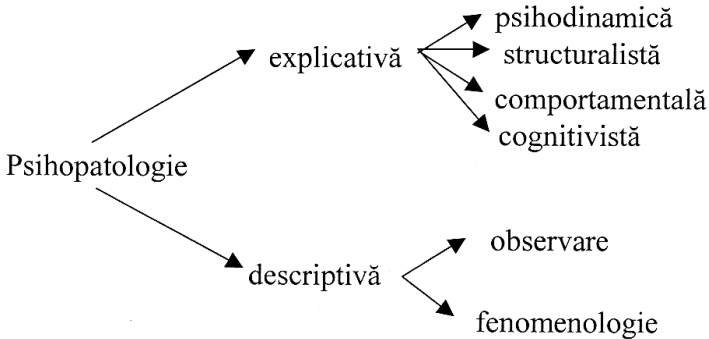 psihodinamică
explicativă
structuralistă
comportamentală
cognitivistă
Psihopatologie
descriptivă
observare
fenomenologie